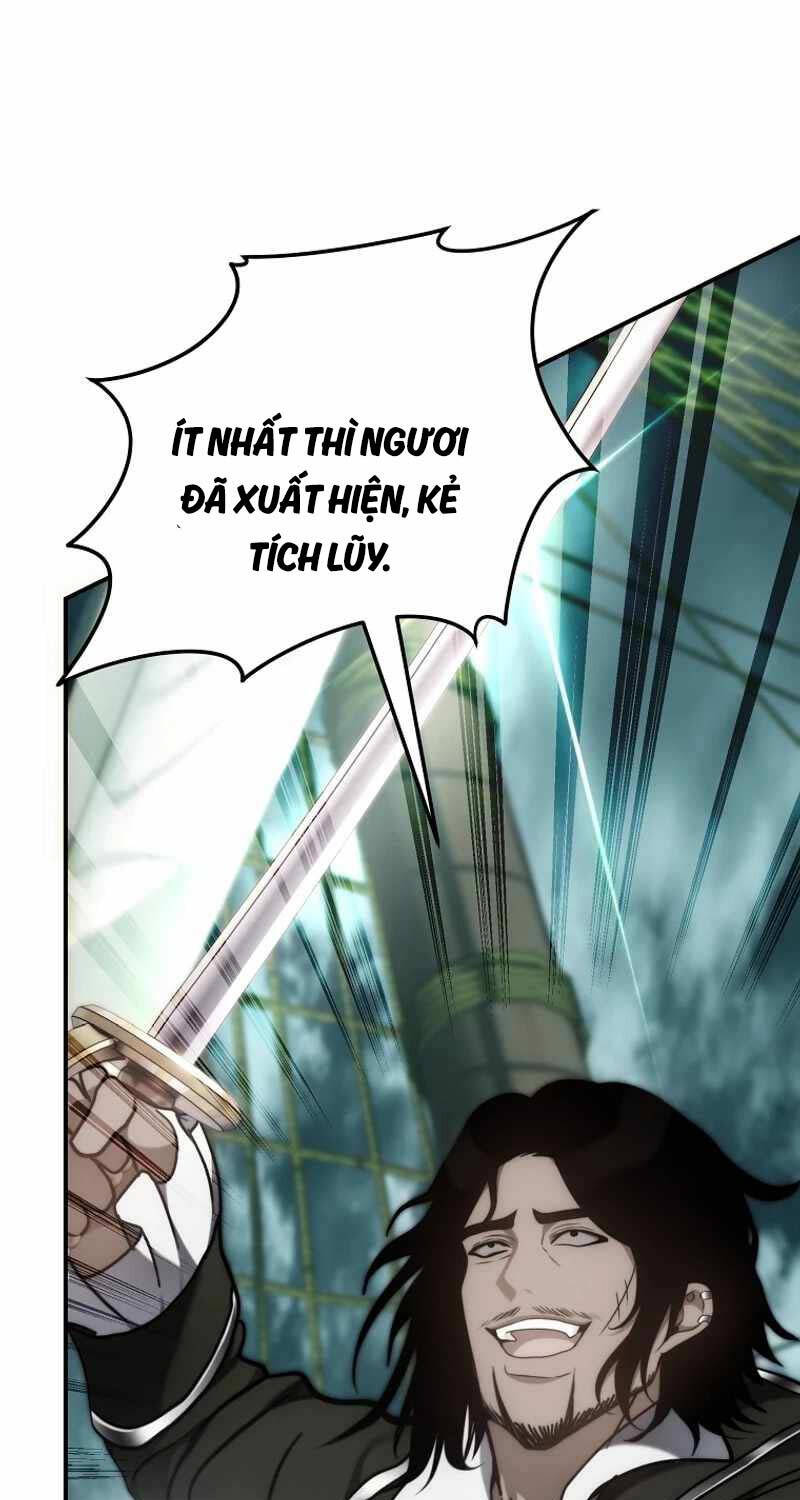 ÍT NHẤT THÌ NGƯƠI
ĐÃ XUẤT HIỆN, KẺ
TÍCH LŨY.